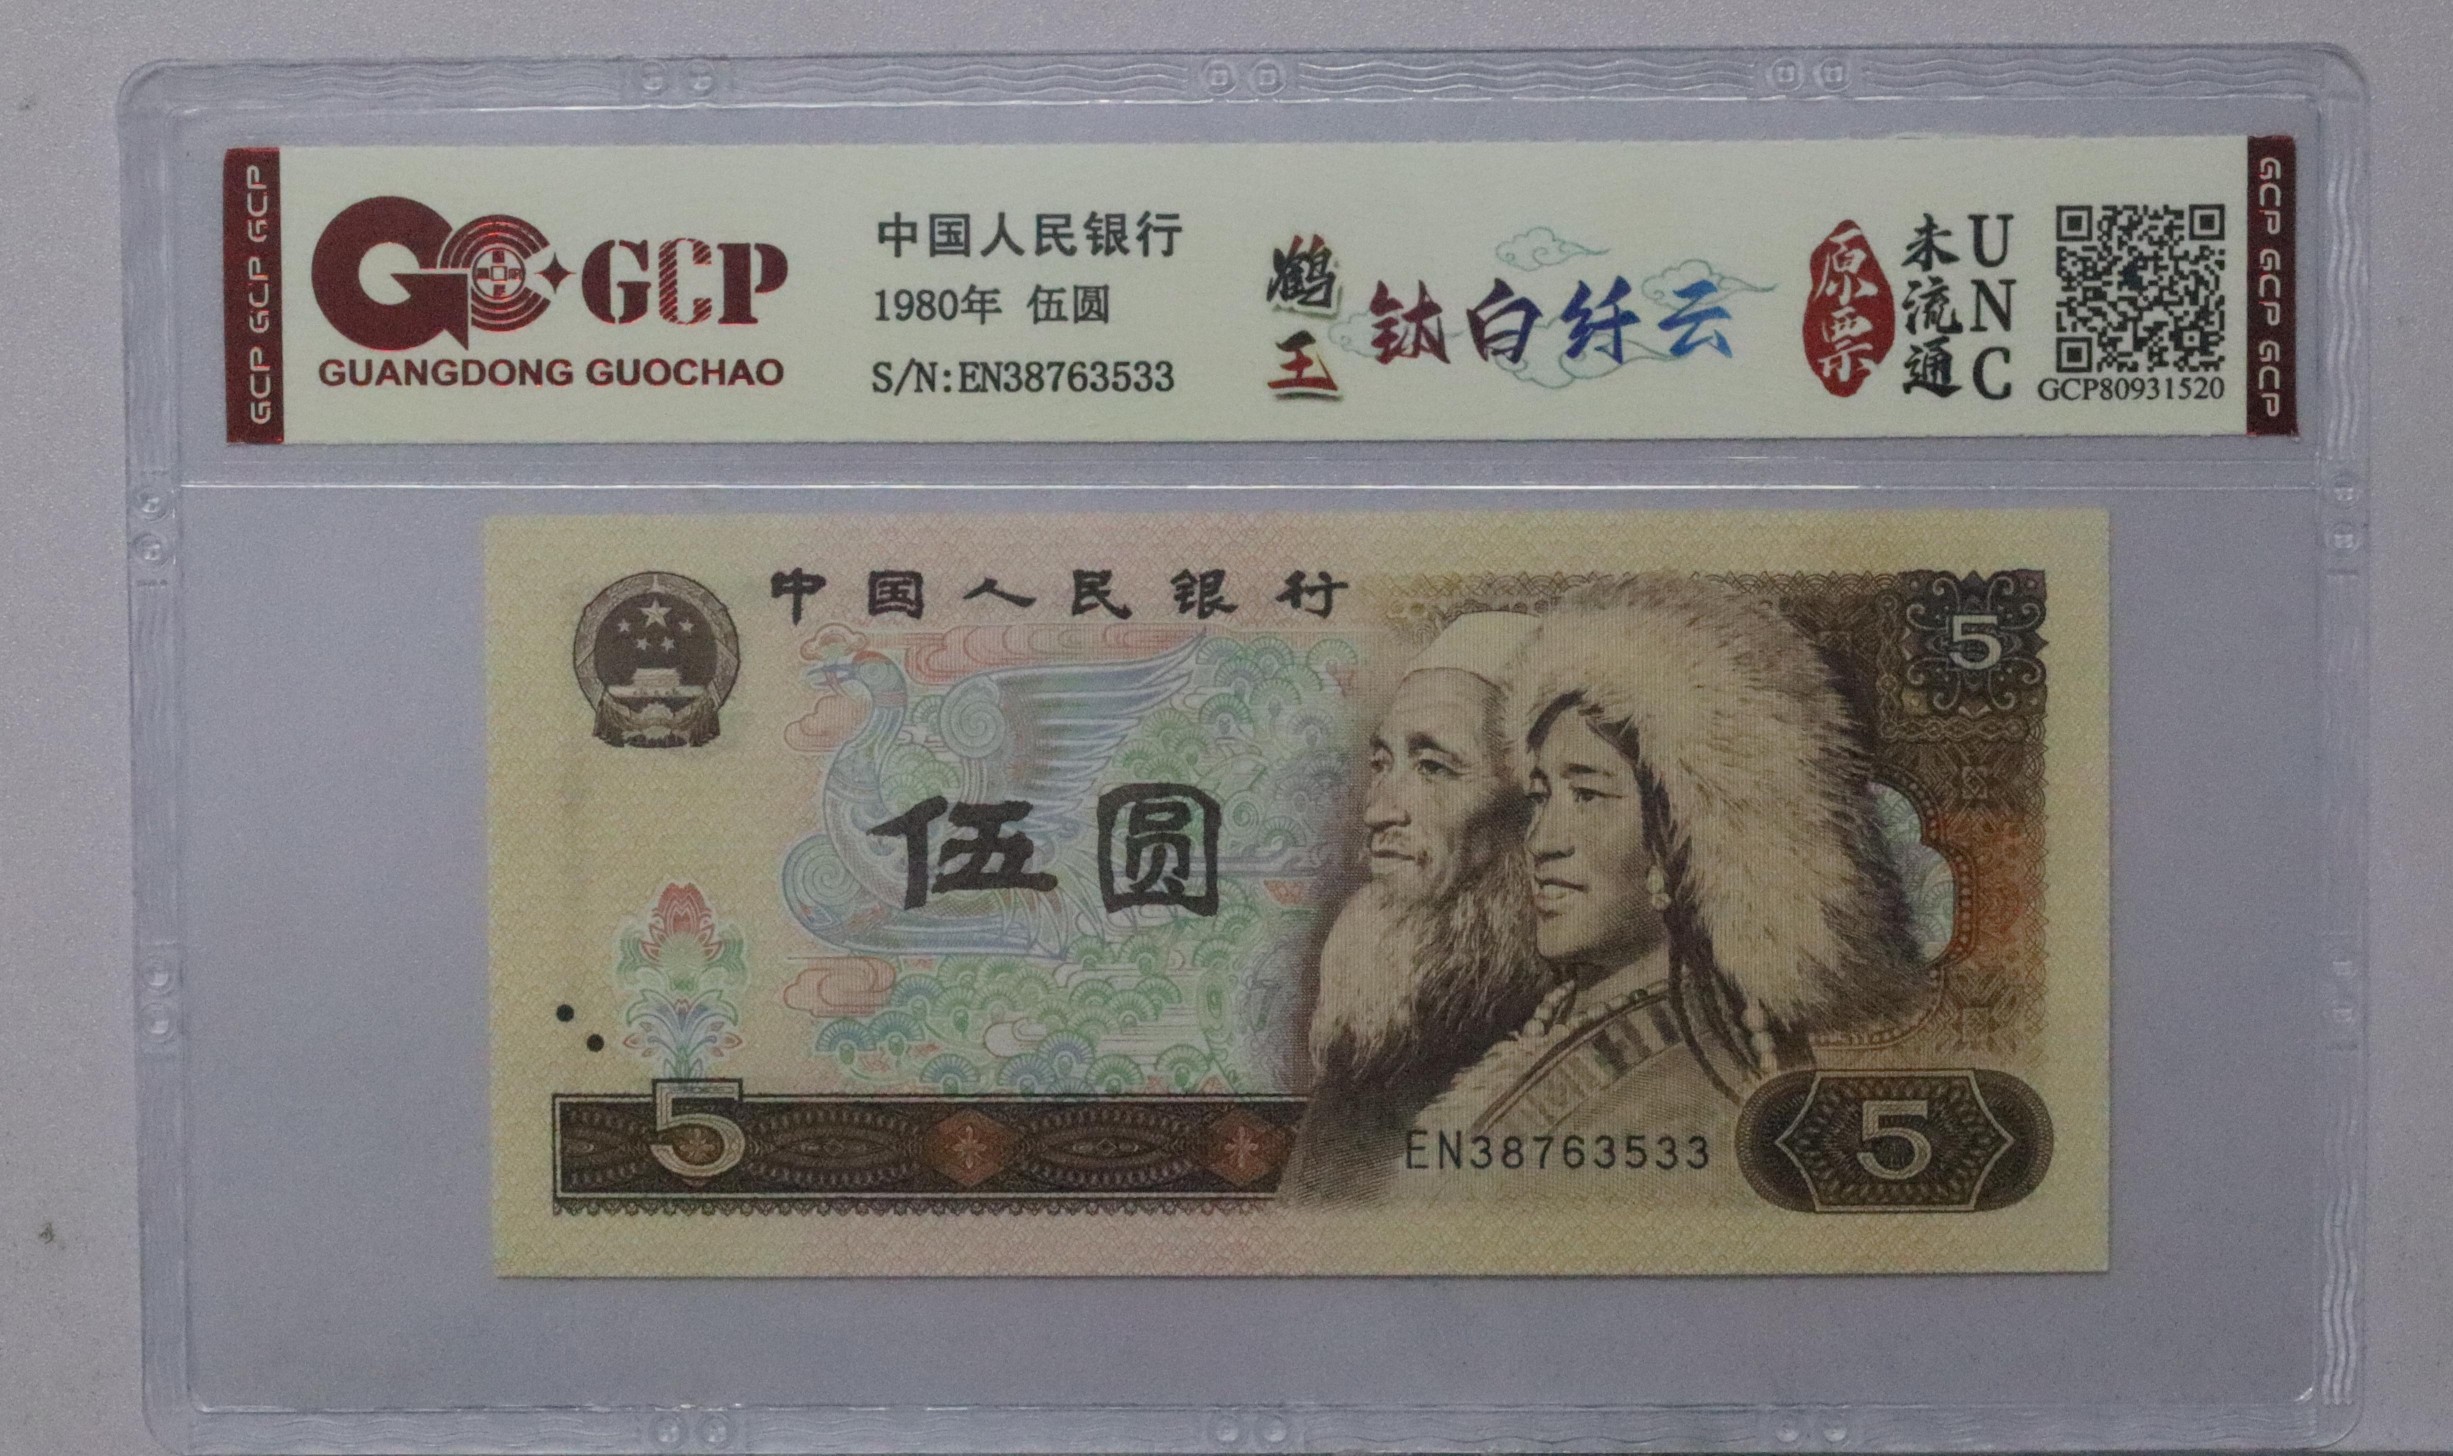 GCP GCP GCP
GCP
GUANGDONG GUOCHAO
中国人民银行
1980年 伍圆
S/N:EN38763533
鹤王
钛白纤云
原票
未流通
UNC
GCP80931520
GCP GCP GCP
中国人民银行
5
伍圆
5
EN38763533
5